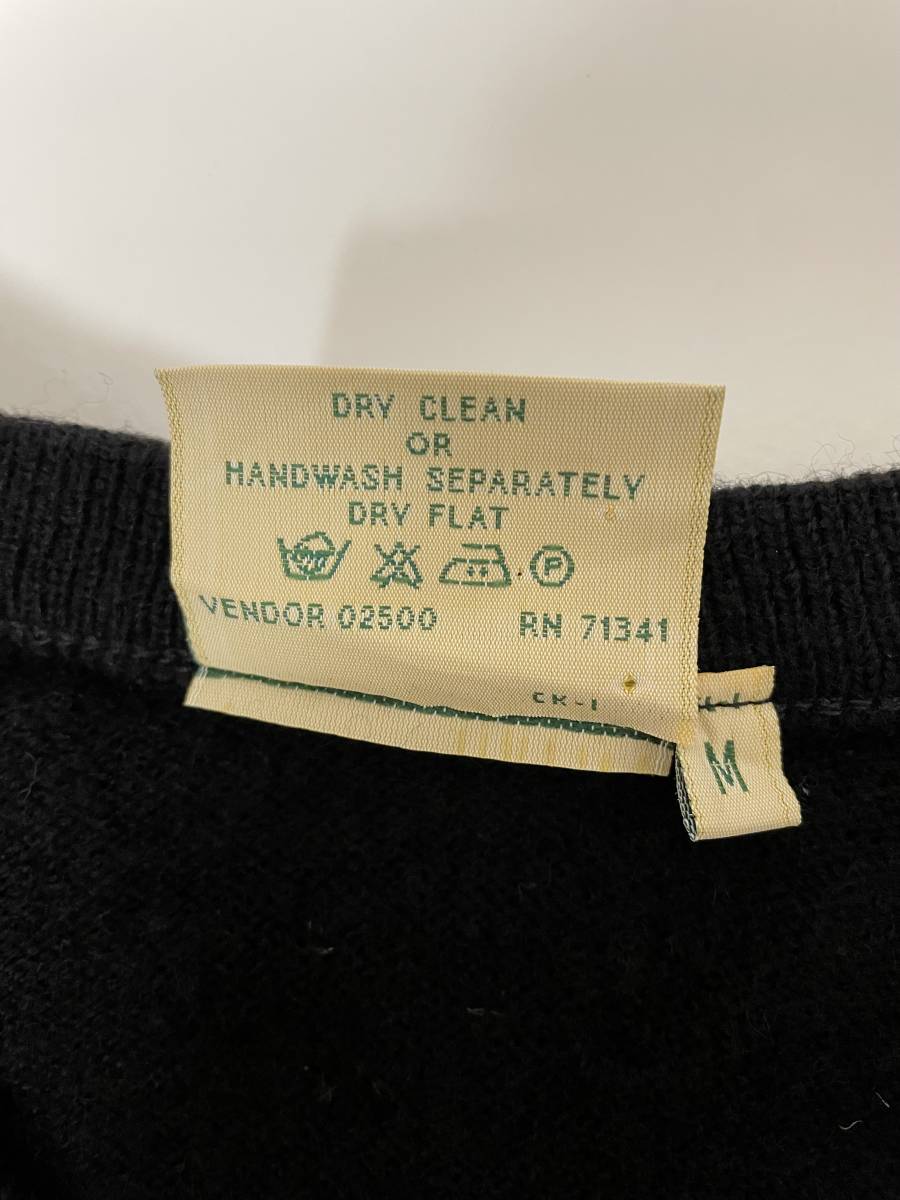 DRY CLEAN
OR
HANDWASH SEPARATELY
DRY FLAT
P
VENDOR 02500 RN 71341
M